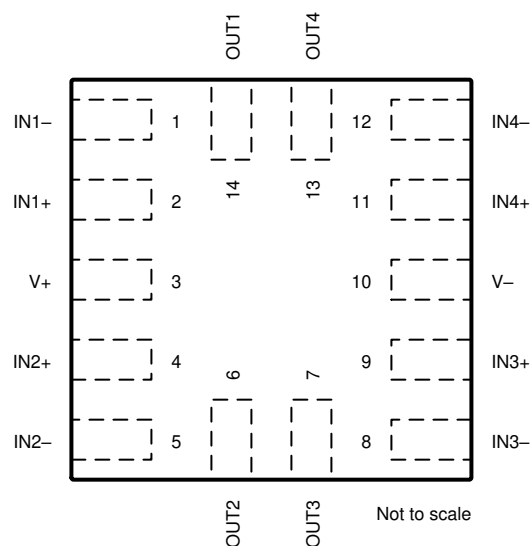 OUT1 OUT4
IN1– 1 12 IN4–
14 13
IN1+ 2 11 IN4+
V+ 3 10 V–
IN2+ 4 6 7 9 IN3+
IN2– 5 8 IN3–
OUT2 OUT3
Not to scale